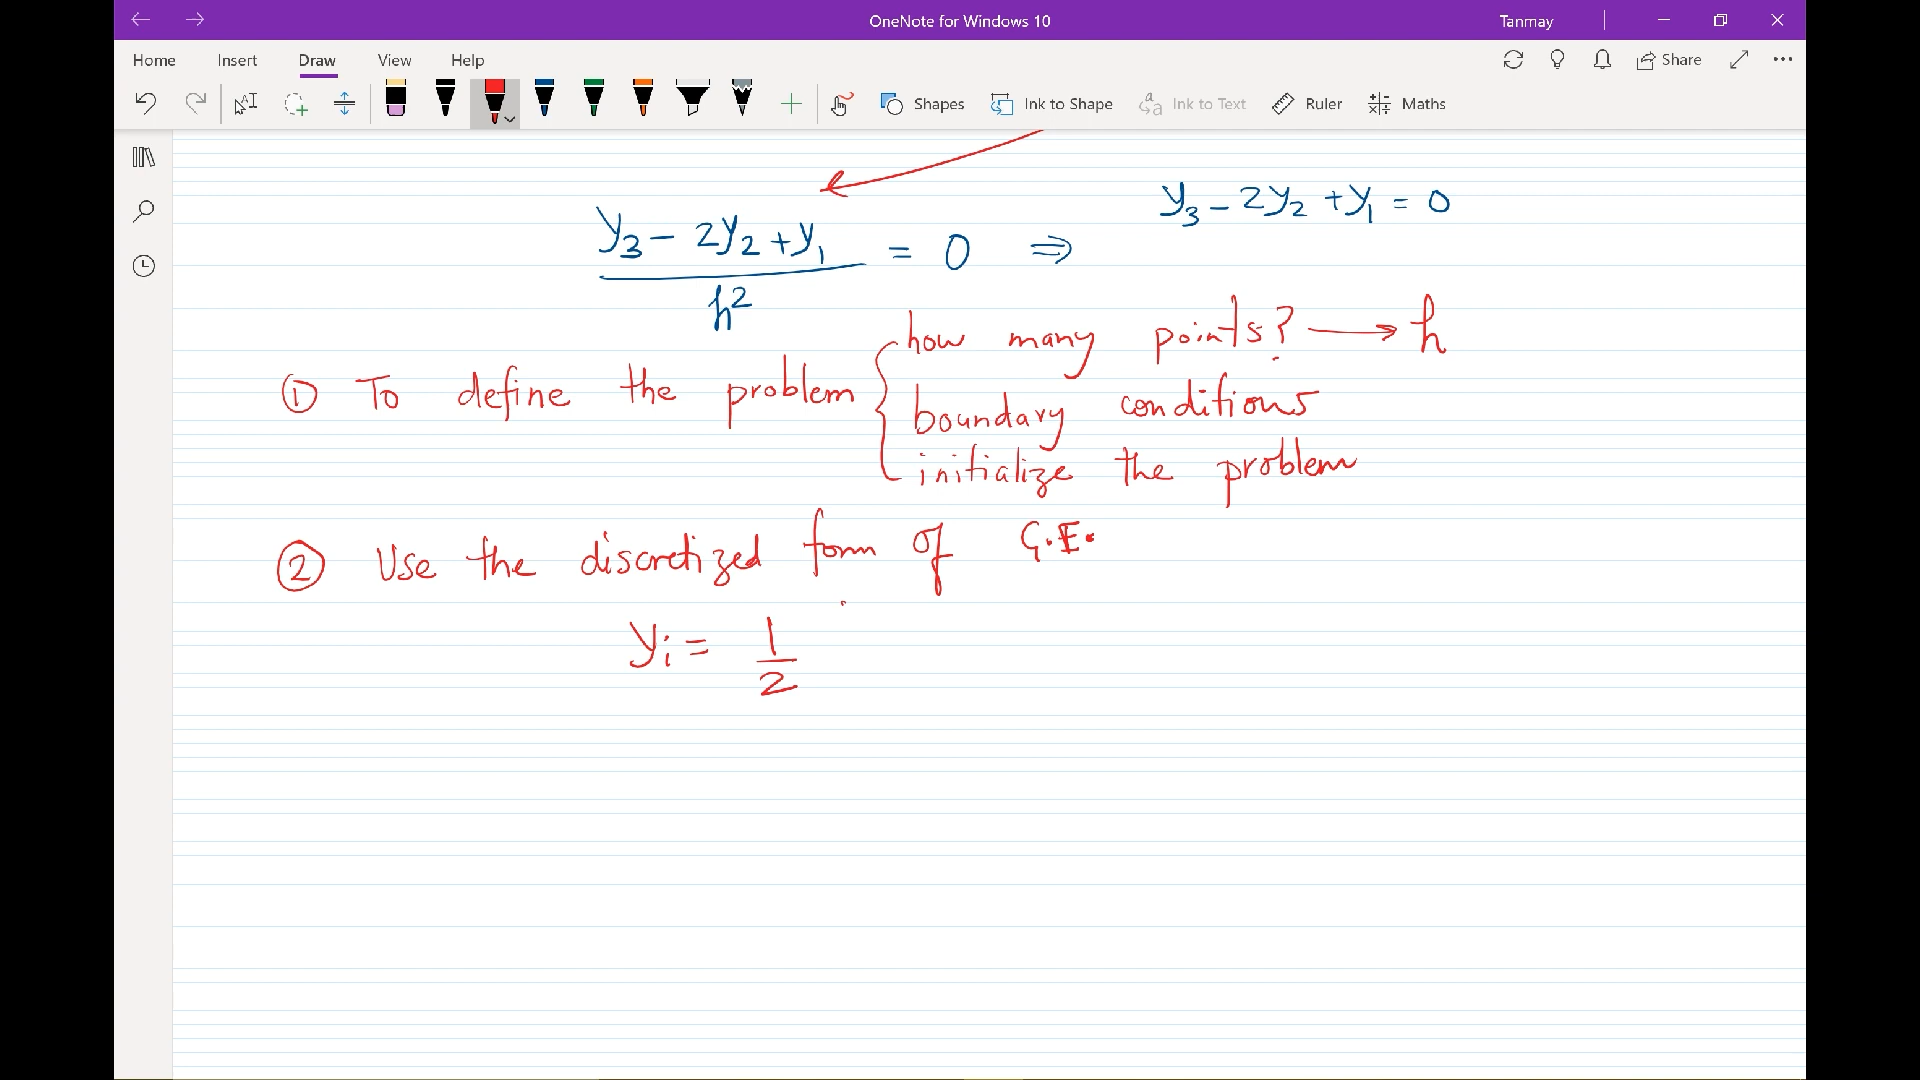 OneNote for Windows 10
Tanmay
Home Insert Draw View Help
Share
Shapes Ink to Shape Ink to Text Ruler Maths
y₃ - 2y₂ + y₁ = 0
y₃ - 2y₂ + y₁ / h² = 0 ⇒
how many points? → h
① To define the problem {
boundary conditions
initialize the problem
② Use the discretized form of G.E.
yᵢ = 1/2